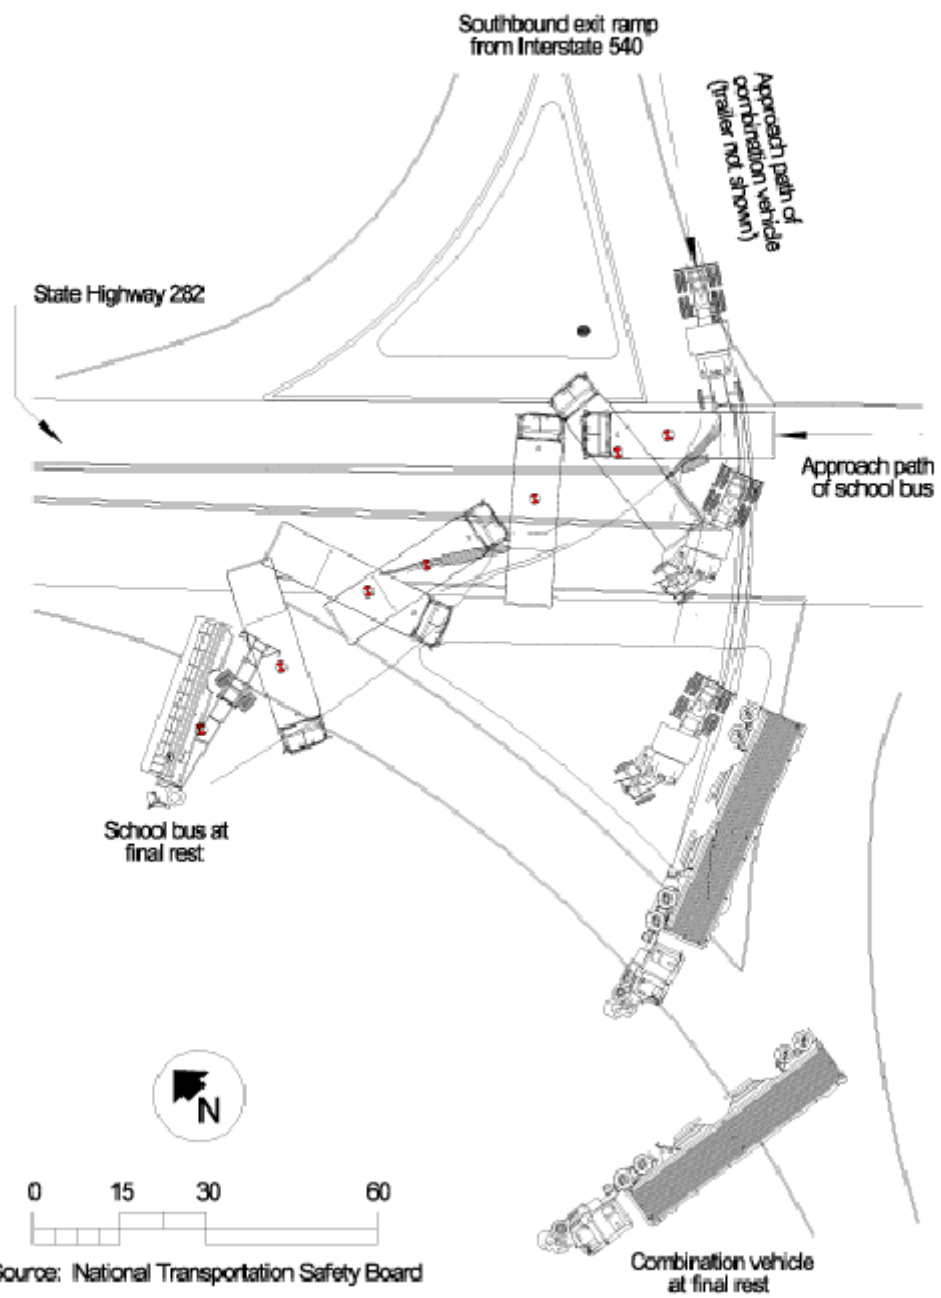 Southbound exit ramp
from Interstate 540
Approach path of
combination vehicle
(trailer not shown)
State Highway 282
Approach path
of school bus
School bus at
final rest
N
0 15 30 60
Source: National Transportation Safety Board
Combination vehicle
at final rest